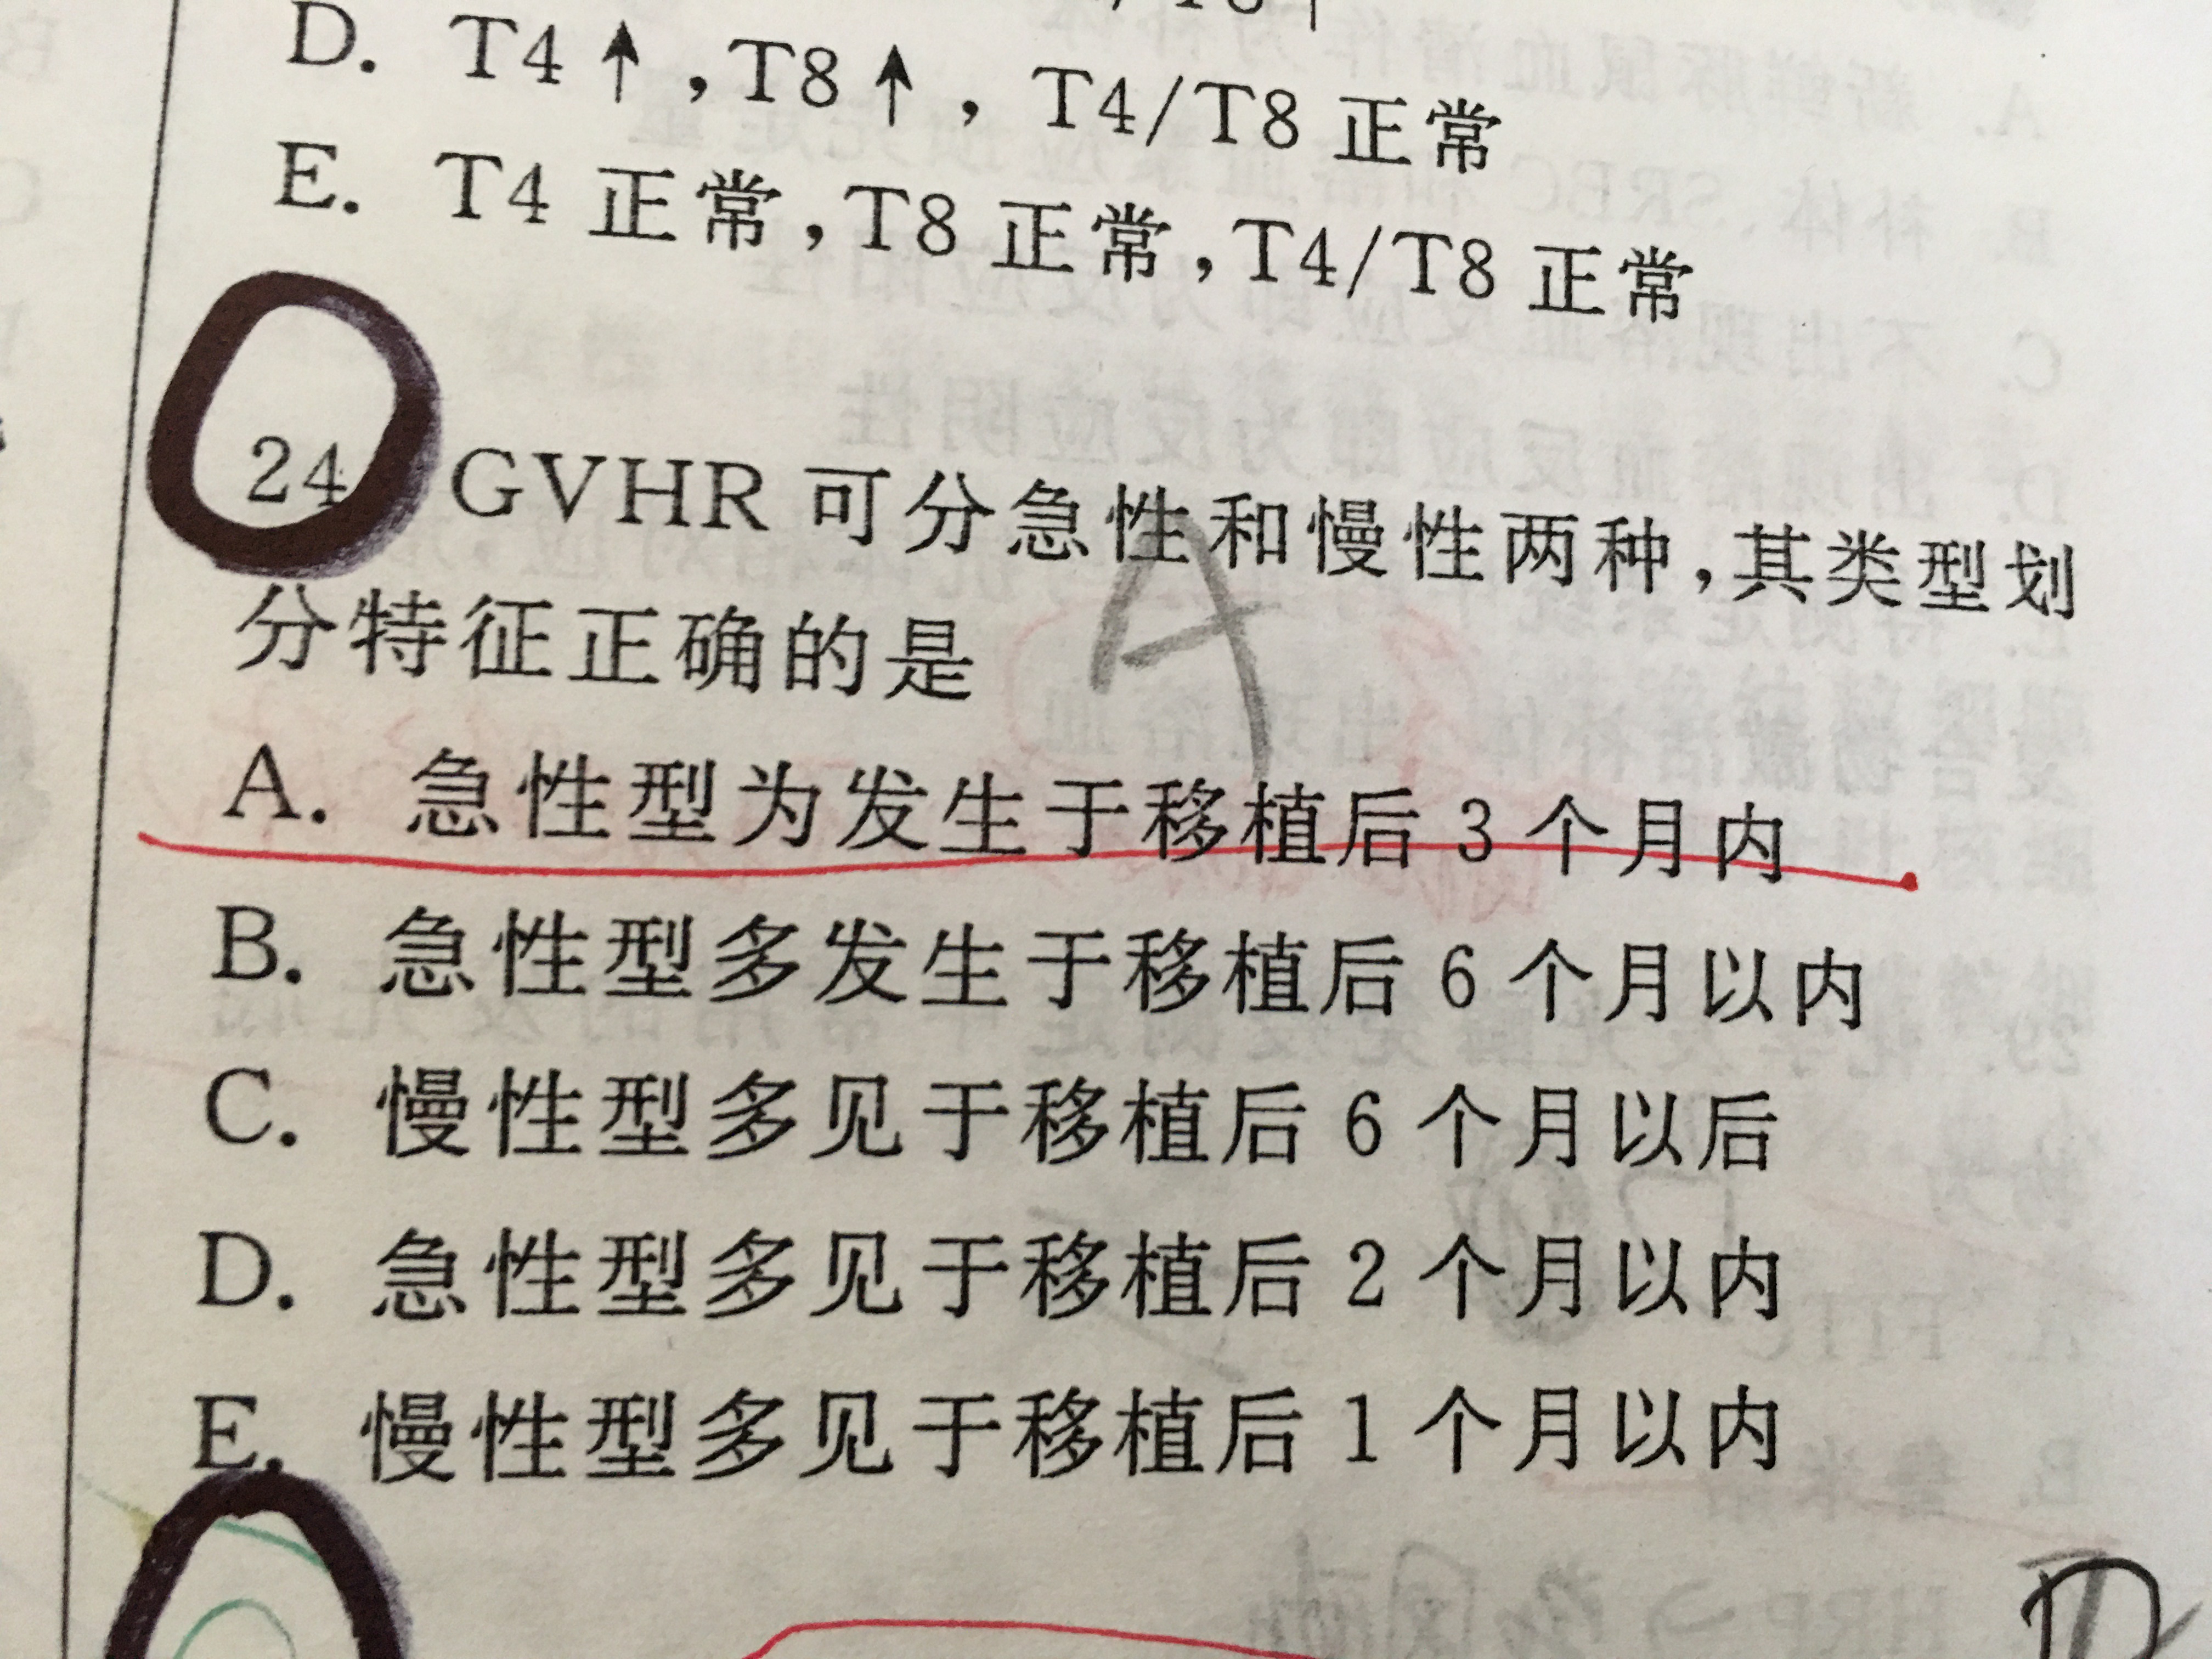 D. T4↑,T8↑,T4/T8 正常
E. T4 正常,T8 正常,T4/T8 正常
24 GVHR 可分急性和慢性两种,其类型划
分特征正确的是
A
A. 急性型为发生于移植后 3 个月内
B. 急性型多发生于移植后 6 个月以内
C. 慢性型多见于移植后 6 个月以后
D. 急性型多见于移植后 2 个月以内
E. 慢性型多见于移植后 1 个月以内
D